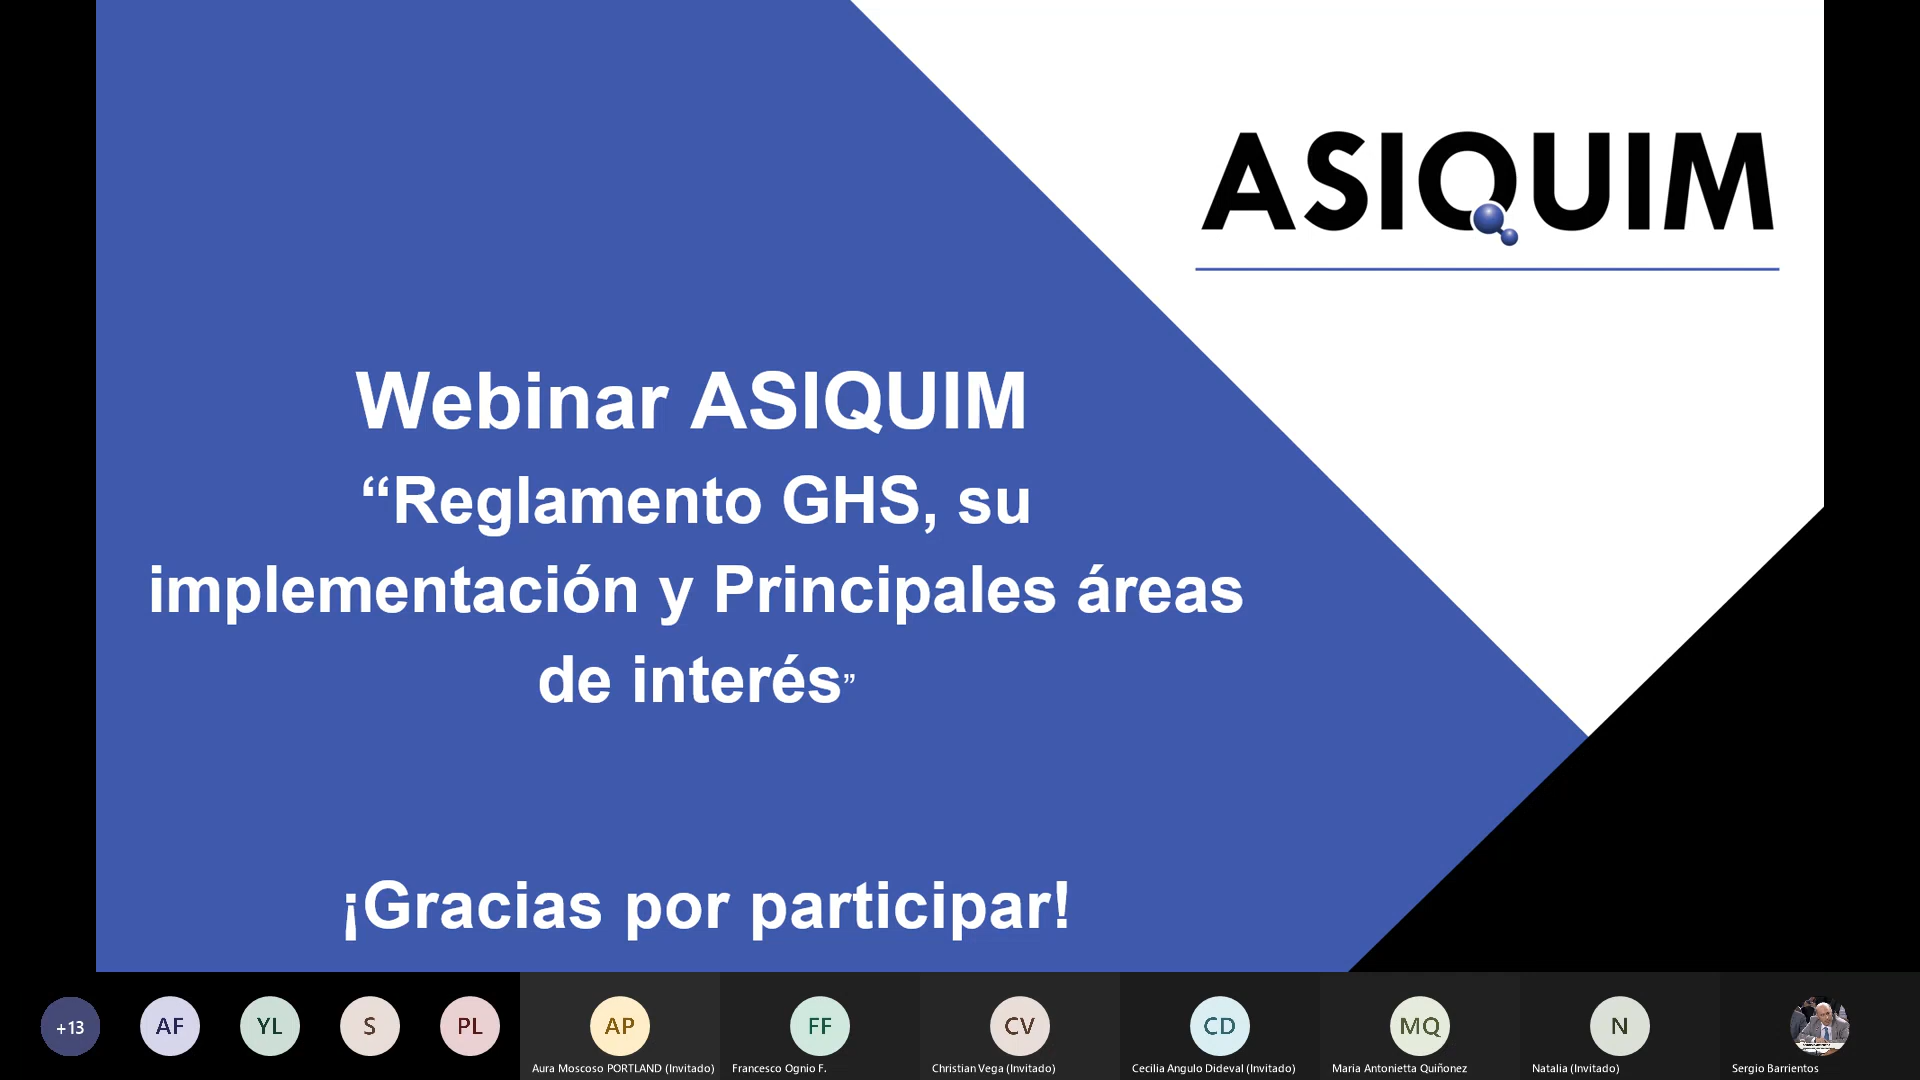 ASIQUIM
Webinar ASIQUIM
“Reglamento GHS, su
implementación y Principales áreas
de interés”
¡Gracias por participar!
+13
AF
YL
S
PL
AP
FF
CV
CD
MQ
N
Aura Moscoso PORTLAND (Invitado)
Francesco Ognio F.
Christian Vega (Invitado)
Cecilia Angulo Dideval (Invitado)
Maria Antonietta Quiñonez
Natalia (Invitado)
Sergio Barrientos